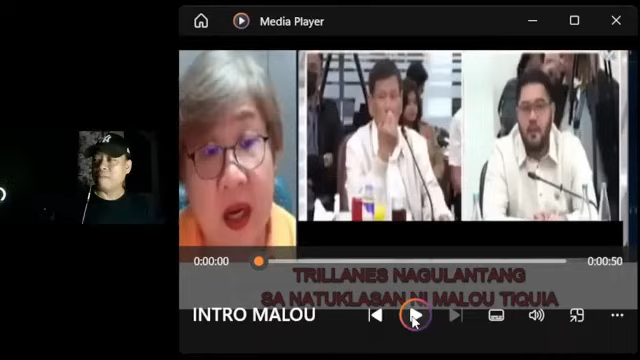 Media Player
0:00:00
0:00:50
TRILLANES NAGULANTANG
SA NATUKLASAN NI MALOU TIQUIA
INTRO MALOU